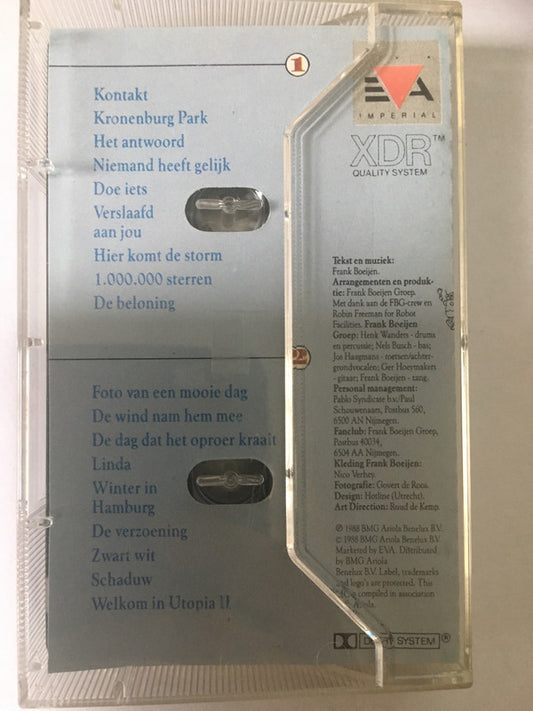 1
Kontakt
Kronenburg Park
Het antwoord
Niemand heeft gelijk
Doe iets
Verslaafd
aan jou
Hier komt de storm
1.000.000 sterren
De beloning
2
Foto van een mooie dag
De wind nam hem mee
De dag dat het oproer kraait
Linda
Winter in
Hamburg
De verzoening
Zwart wit
Schaduw
Welkom in Utopia II
EVA
IMPERIAL
XDR™
QUALITY SYSTEM
Tekst en muziek:
Frank Boeijen.
Arrangementen en produk-
tie: Frank Boeijen Groep.
Met dank aan de FBG-crew en
Robin Freeman for Robot
Facilities. Frank Boeijen
Groep: Henk Wanders - drums
en percussie; Nels Busch - bas;
Jos Haagmans - toetsen/achter-
grondvocalen; Ger Hoeymakers
- gitaar; Frank Boeijen - zang.
Personal management:
Pablo Syndicate b.v./Paul
Schouwenaars, Postbus 560,
6500 AN Nijmegen.
Fanclub: Frank Boeijen Groep,
Postbus 40034,
6504 AA Nijmegen.
Kleding Frank Boeijen:
Nico Verhey.
Fotografie: Govert de Roos.
Design: Hotline (Utrecht).
Art Direction: Ruud de Kemp.
℗ 1988 BMG Ariola Benelux B.V.
© 1988 BMG Ariola Benelux B.V.
Marketed by EVA. Distributed
by BMG Ariola
Benelux B.V. Label, trademarks
and logo's are protected. This
compiled in association
Ariola.
DOLBY SYSTEM®